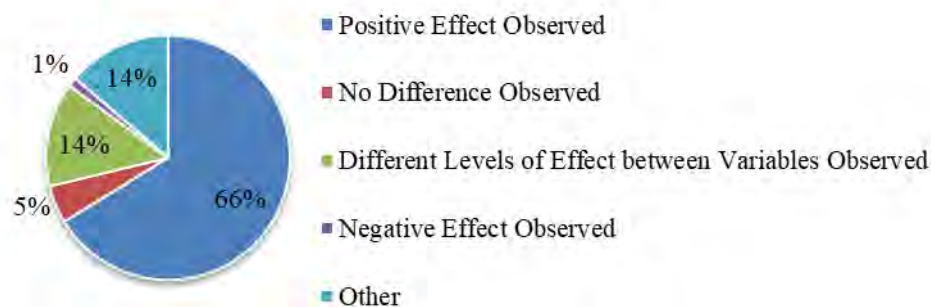 Positive Effect Observed
1%
14%
No Difference Observed
14%
Different Levels of Effect between Variables Observed
5%
66%
Negative Effect Observed
Other